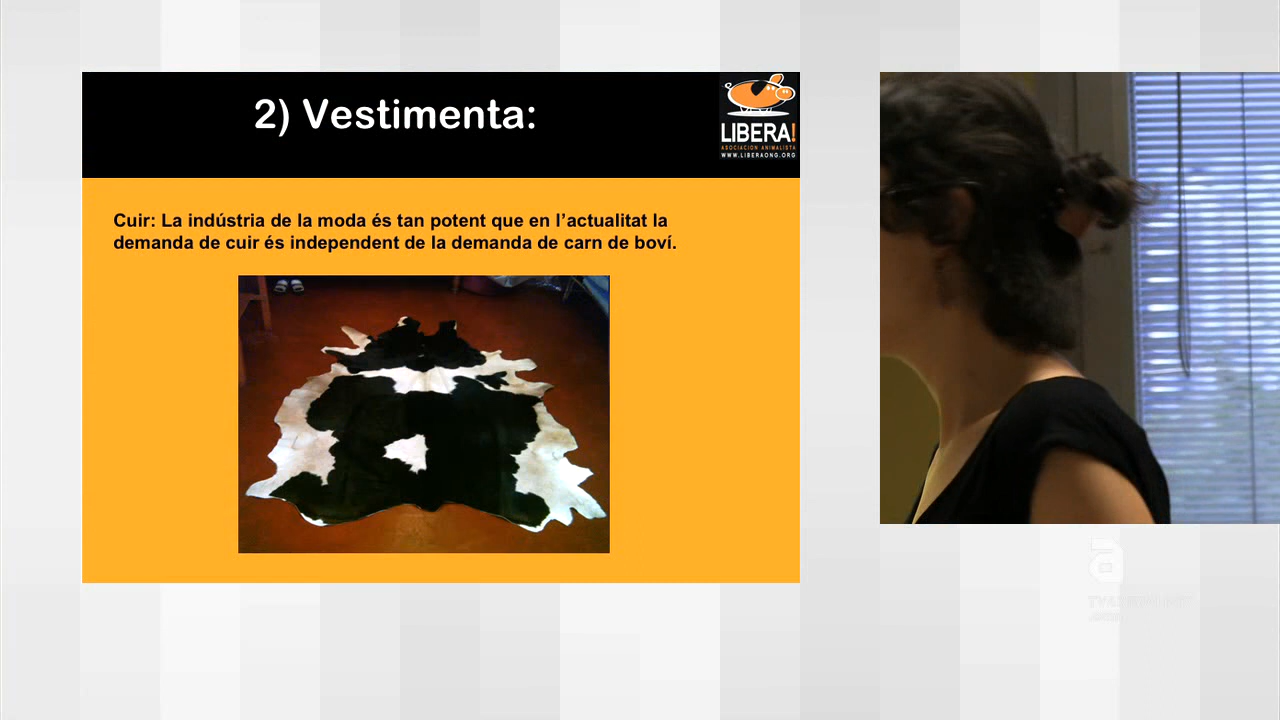 2) Vestimenta:
LIBERA!
ASOCIACION ANIMALISTA
WWW.LIBERAONG.ORG
Cuir: La indústria de la moda és tan potent que en l’actualitat la
demanda de cuir és independent de la demanda de carn de boví.
a